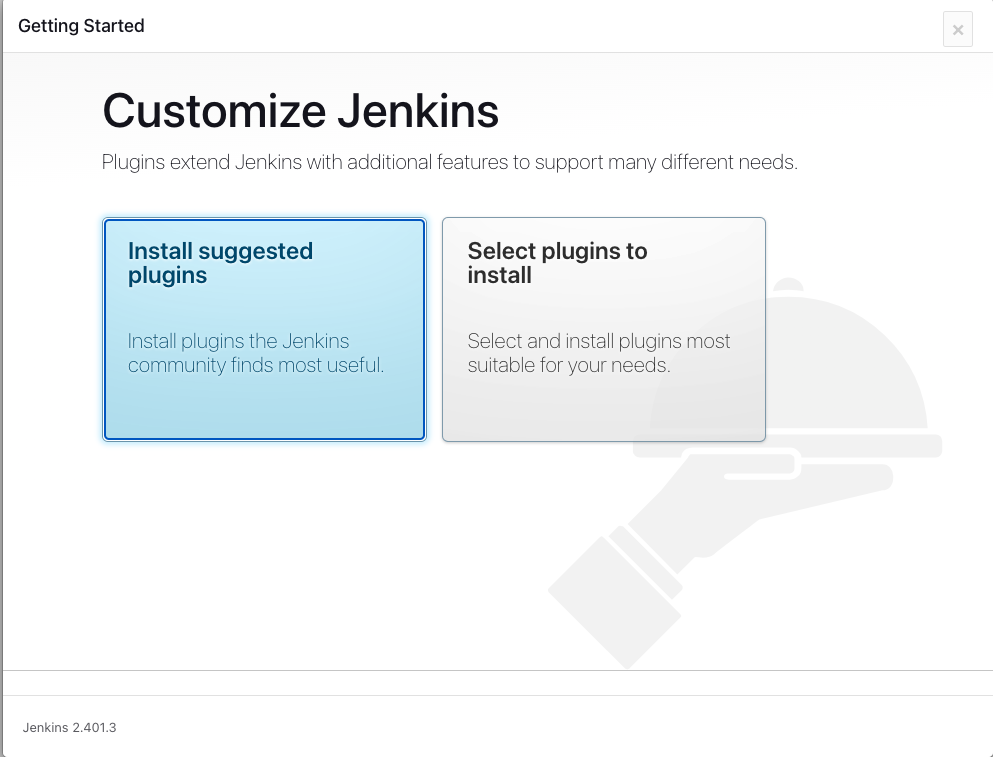 Getting Started
×
Customize Jenkins
Plugins extend Jenkins with additional features to support many different needs.
Install suggested
plugins
Install plugins the Jenkins
community finds most useful.
Select plugins to
install
Select and install plugins most
suitable for your needs.
Jenkins 2.401.3